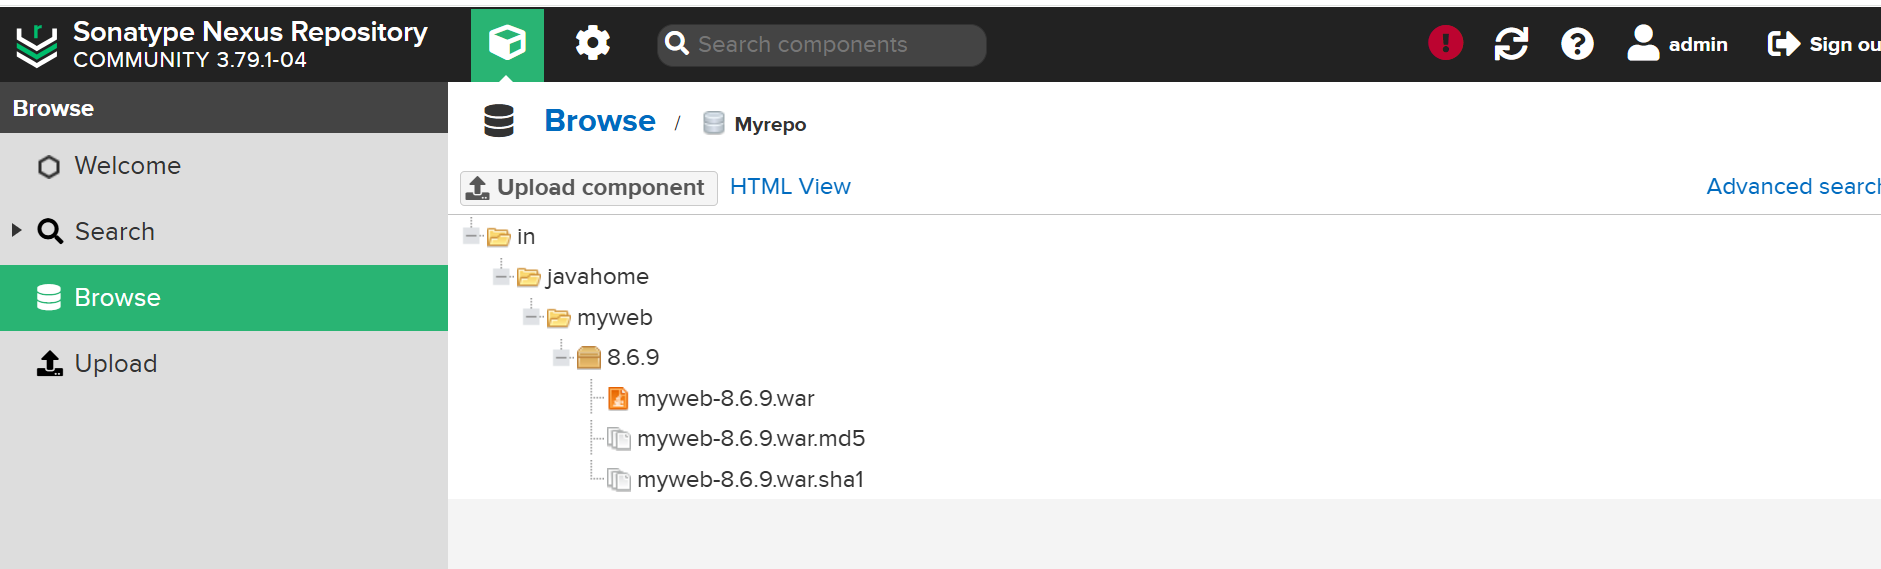 Sonatype Nexus Repository
COMMUNITY 3.79.1-04
Search components
admin
Sign ou
Browse
Welcome
Search
Browse
Upload
Browse / Myrepo
Upload component
HTML View
Advanced search
in
javahome
myweb
8.6.9
myweb-8.6.9.war
myweb-8.6.9.war.md5
myweb-8.6.9.war.sha1